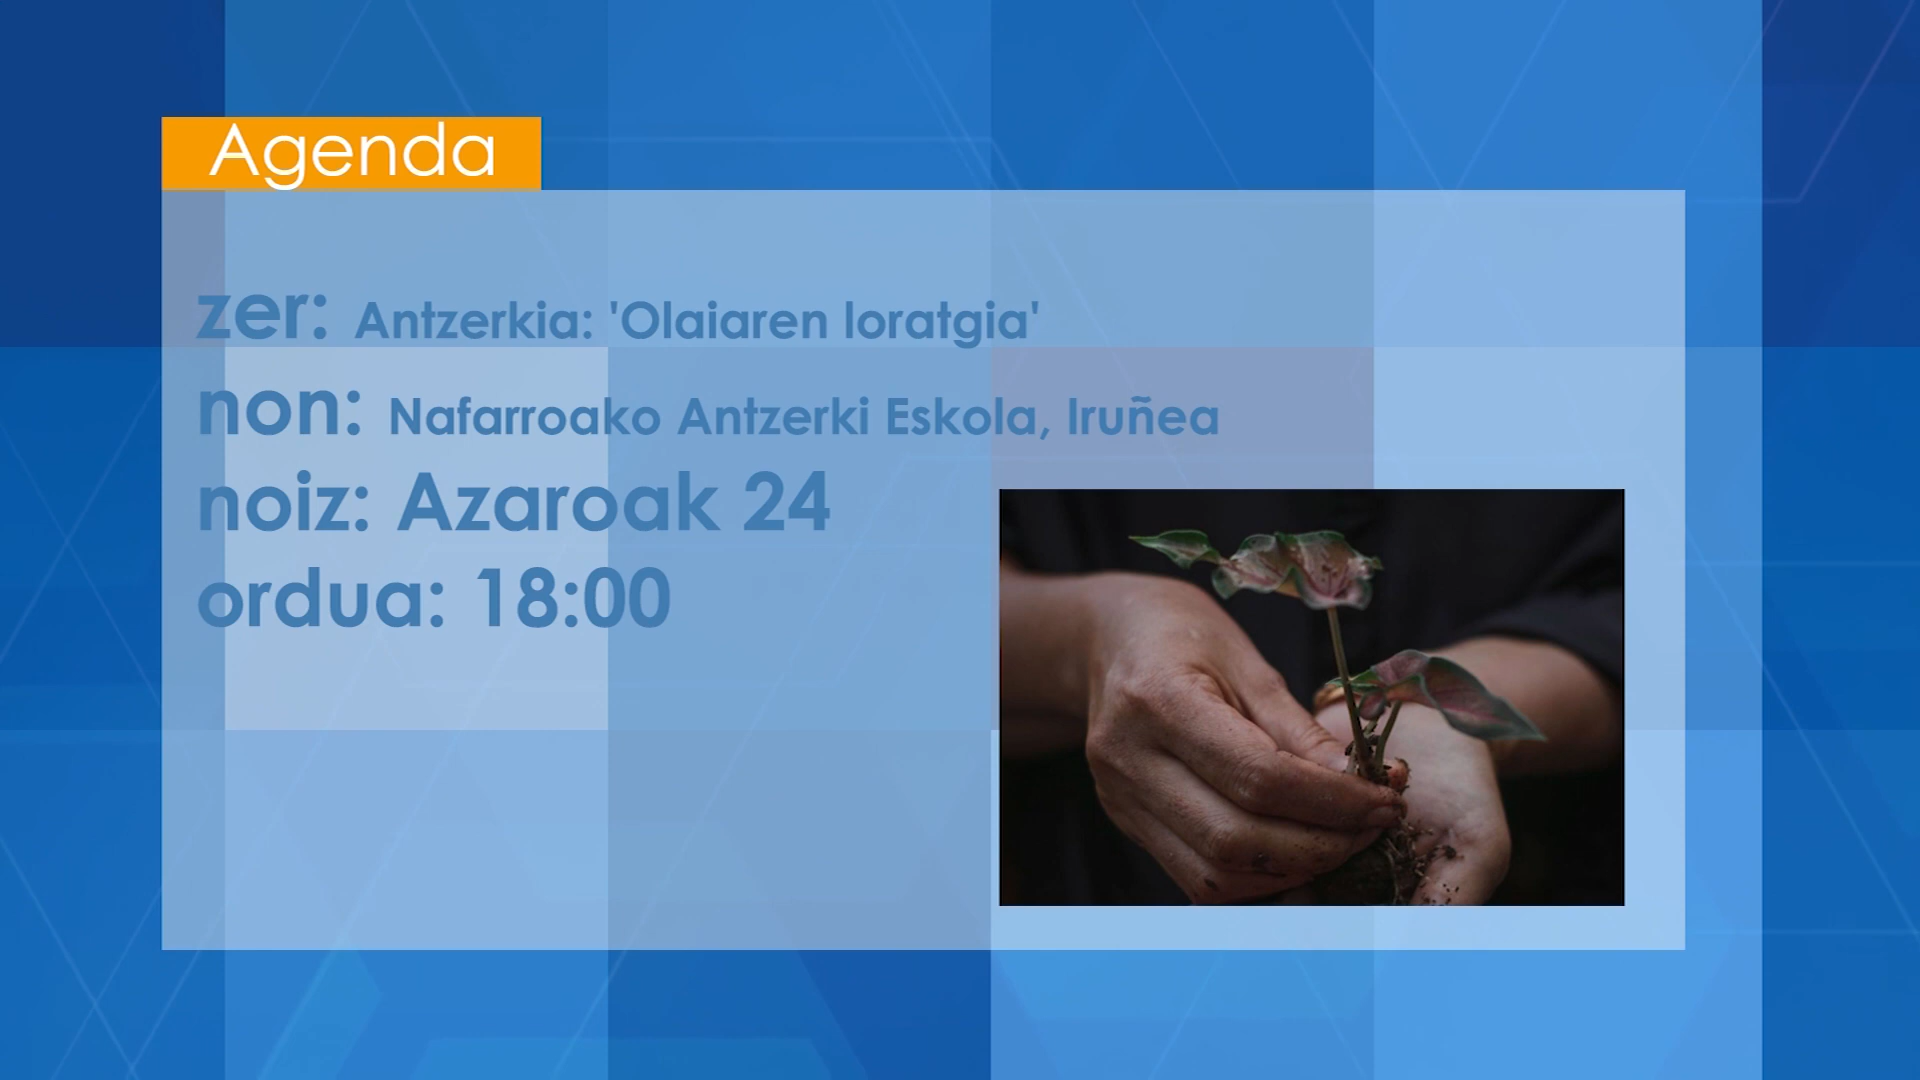 Agenda
zer: Antzerkia: 'Olaiaren loratgia'
non: Nafarroako Antzerki Eskola, Iruñea
noiz: Azaroak 24
ordua: 18:00